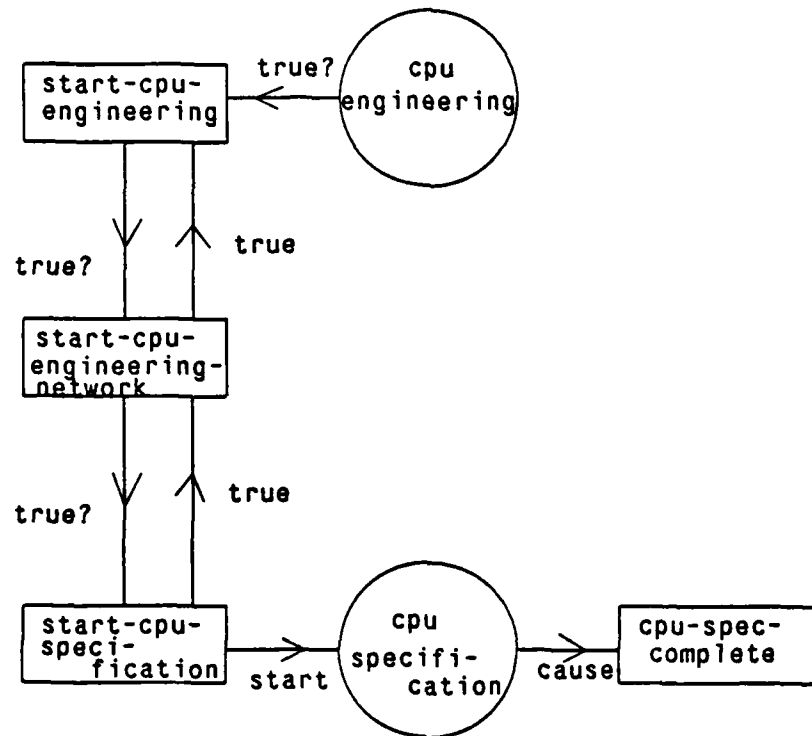 start-cpu-
engineering
true?
cpu
engineering
true?
true
start-cpu-
engineering-
network
true?
true
start-cpu-
speci-
fication
start
cpu
specifi-
cation
cause
cpu-spec-
complete